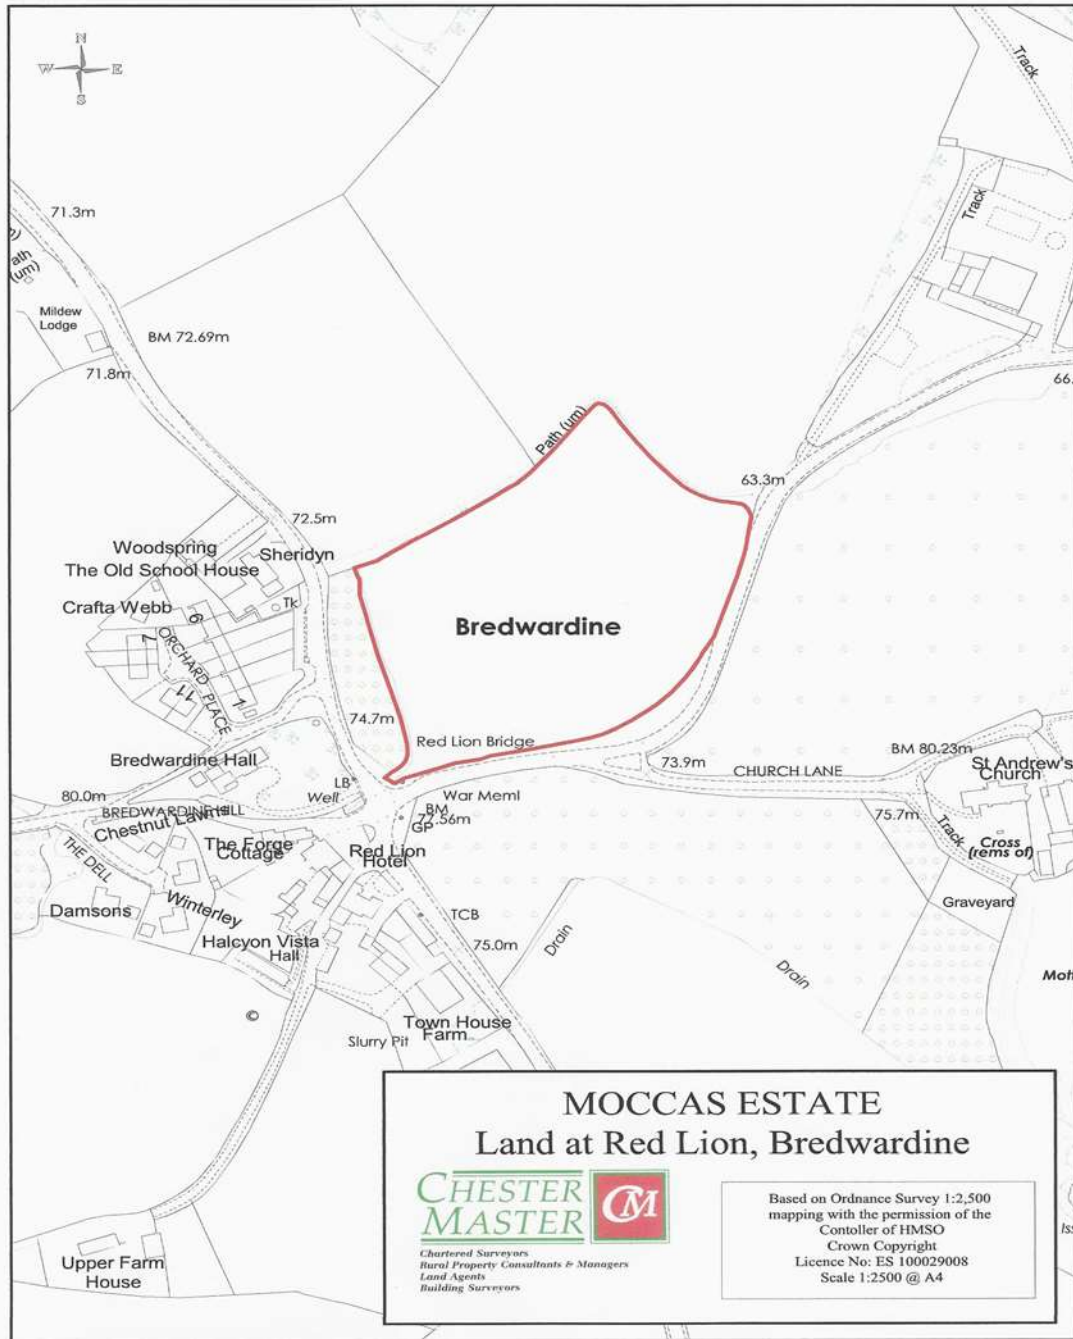 N
W E
S
Track
71.3m
Track
ath
(um)
Mildew
Lodge
BM 72.69m
71.8m
66.
Path (um)
63.3m
72.5m
Woodspring
Sheridyn
The Old School House
Crafta Webb
Tk
9
7
ORCHARD PLACE
11
1
Bredwardine
74.7m
Red Lion Bridge
Bredwardine Hall
BM 80.23m
73.9m
CHURCH LANE
St Andrew's
Church
LB
Well
80.0m
BREDWARDINE HILL
War Meml
BM
72.56m
GP
75.7m
Chestnut Lawns
The Forge
Cottage
Red Lion
Hotel
Track
Cross
(rems of)
THE DELL
Damsons
Winterley
Graveyard
TCB
Halcyon Vista
Hall
75.0m
Drain
Drain
Mott
©
Town House
Farm
Slurry Pit
Upper Farm
House
MOCCAS ESTATE
Land at Red Lion, Bredwardine
CHESTER
MASTER
CM
Chartered Surveyors
Rural Property Consultants & Managers
Land Agents
Building Surveyors
Based on Ordnance Survey 1:2,500
mapping with the permission of the
Contoller of HMSO
Crown Copyright
Licence No: ES 100029008
Scale 1:2500 @ A4
Iss